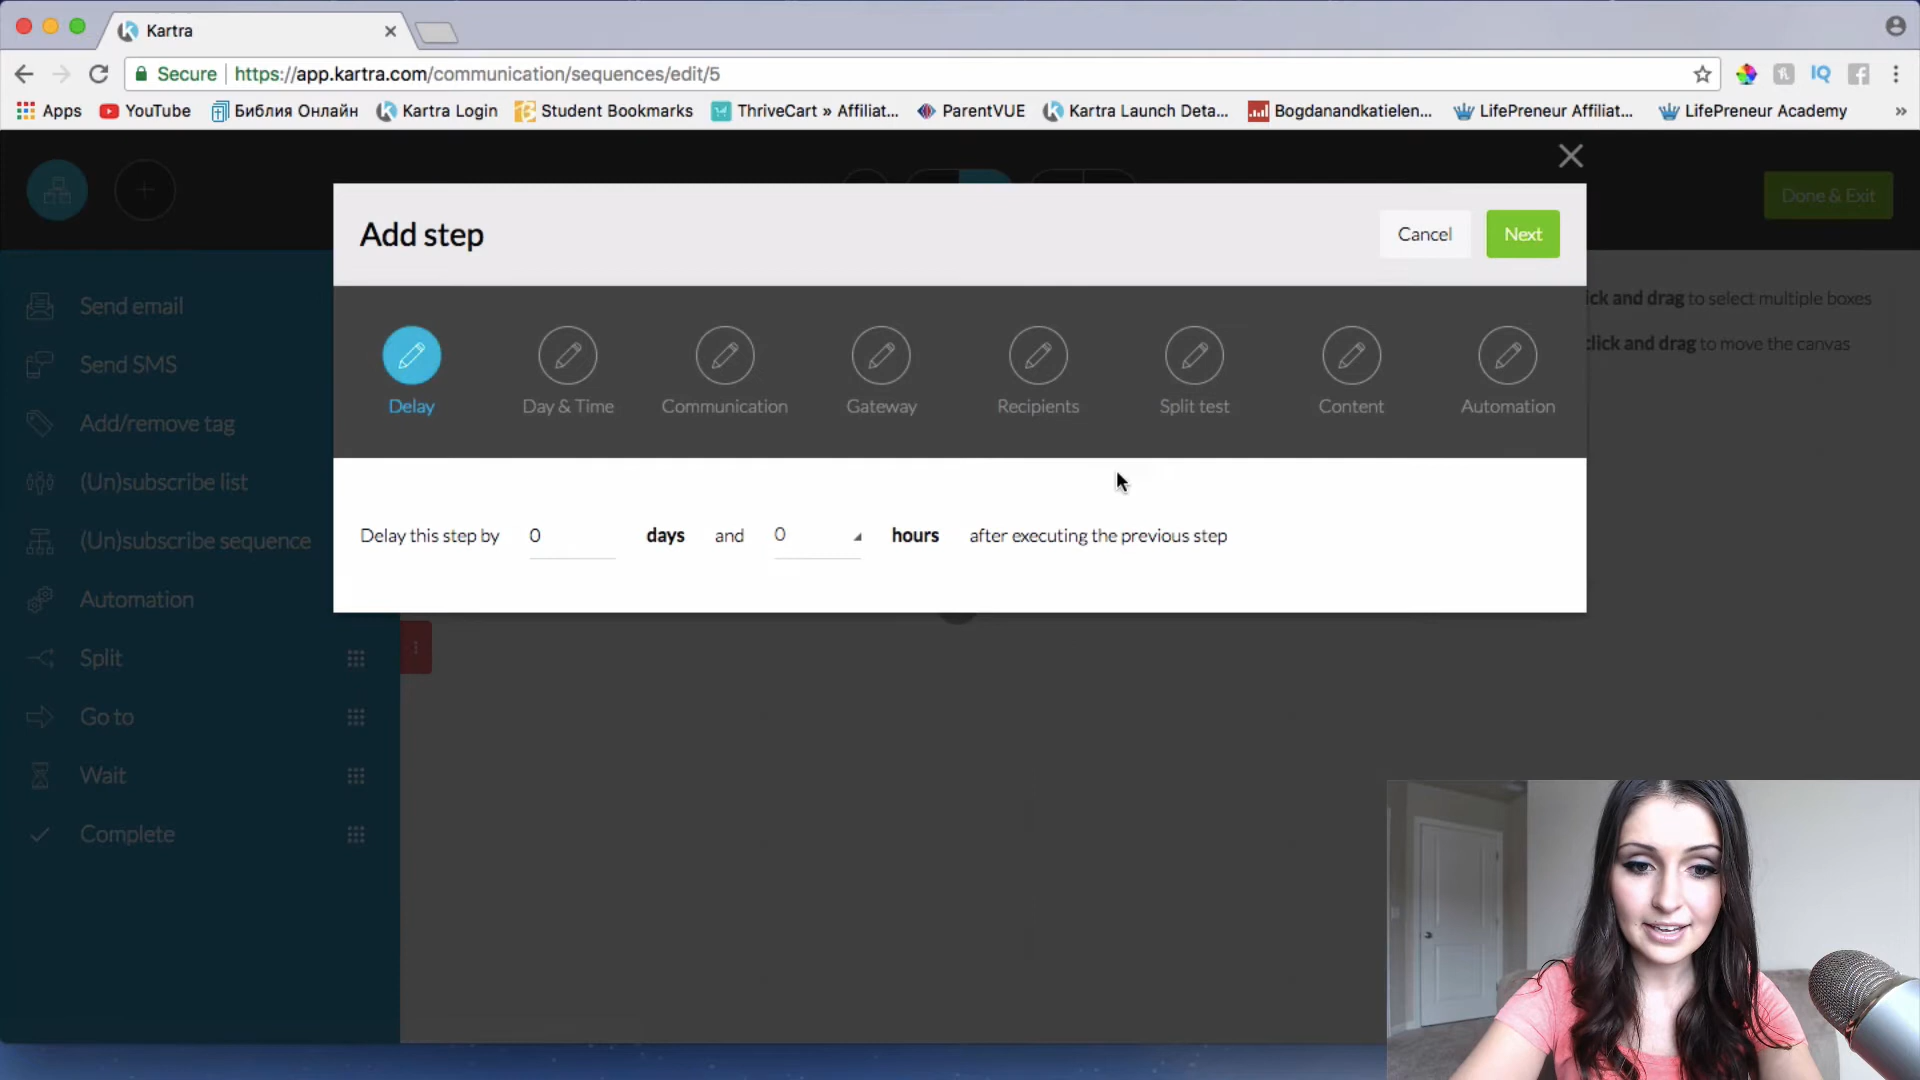 Kartra
Secure https://app.kartra.com/communication/sequences/edit/5
Apps YouTube Библия Онлайн Kartra Login Student Bookmarks ThriveCart » Affiliat... ParentVUE Kartra Launch Deta... Bogdanandkatielen... LifePreneur Affiliat... LifePreneur Academy »
Done & Exit
Add step
Cancel
Next
Delay
Day & Time
Communication
Gateway
Recipients
Split test
Content
Automation
Delay this step by 0 days and 0 hours after executing the previous step
ick and drag to select multiple boxes
click and drag to move the canvas
Send email
Send SMS
Add/remove tag
(Un)subscribe list
(Un)subscribe sequence
Automation
Split
Go to
Wait
Complete